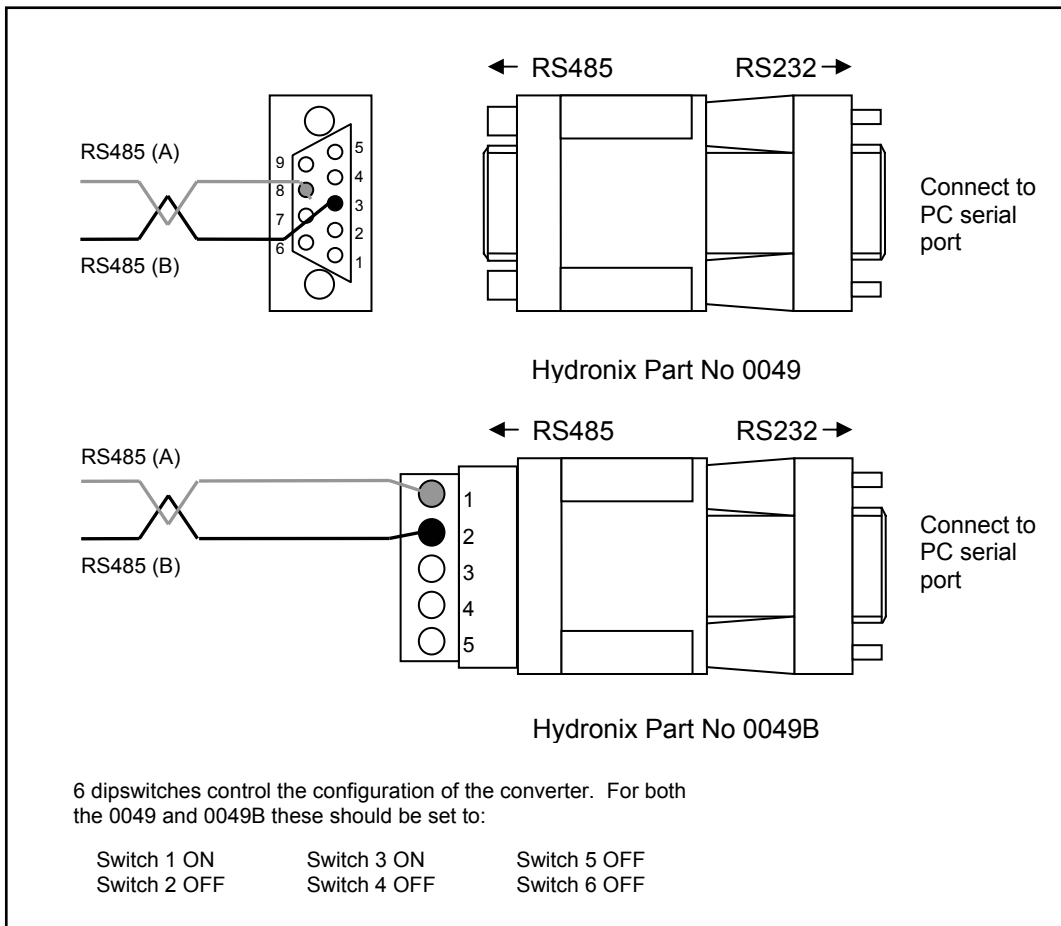 ← RS485 RS232 →
RS485 (A)
9
8
7
6
5
4
3
2
1
RS485 (B)
Connect to
PC serial
port
Hydronix Part No 0049
← RS485 RS232 →
RS485 (A)
1
2
3
4
5
RS485 (B)
Connect to
PC serial
port
Hydronix Part No 0049B
6 dipswitches control the configuration of the converter. For both
the 0049 and 0049B these should be set to:
Switch 1 ON Switch 3 ON Switch 5 OFF
Switch 2 OFF Switch 4 OFF Switch 6 OFF